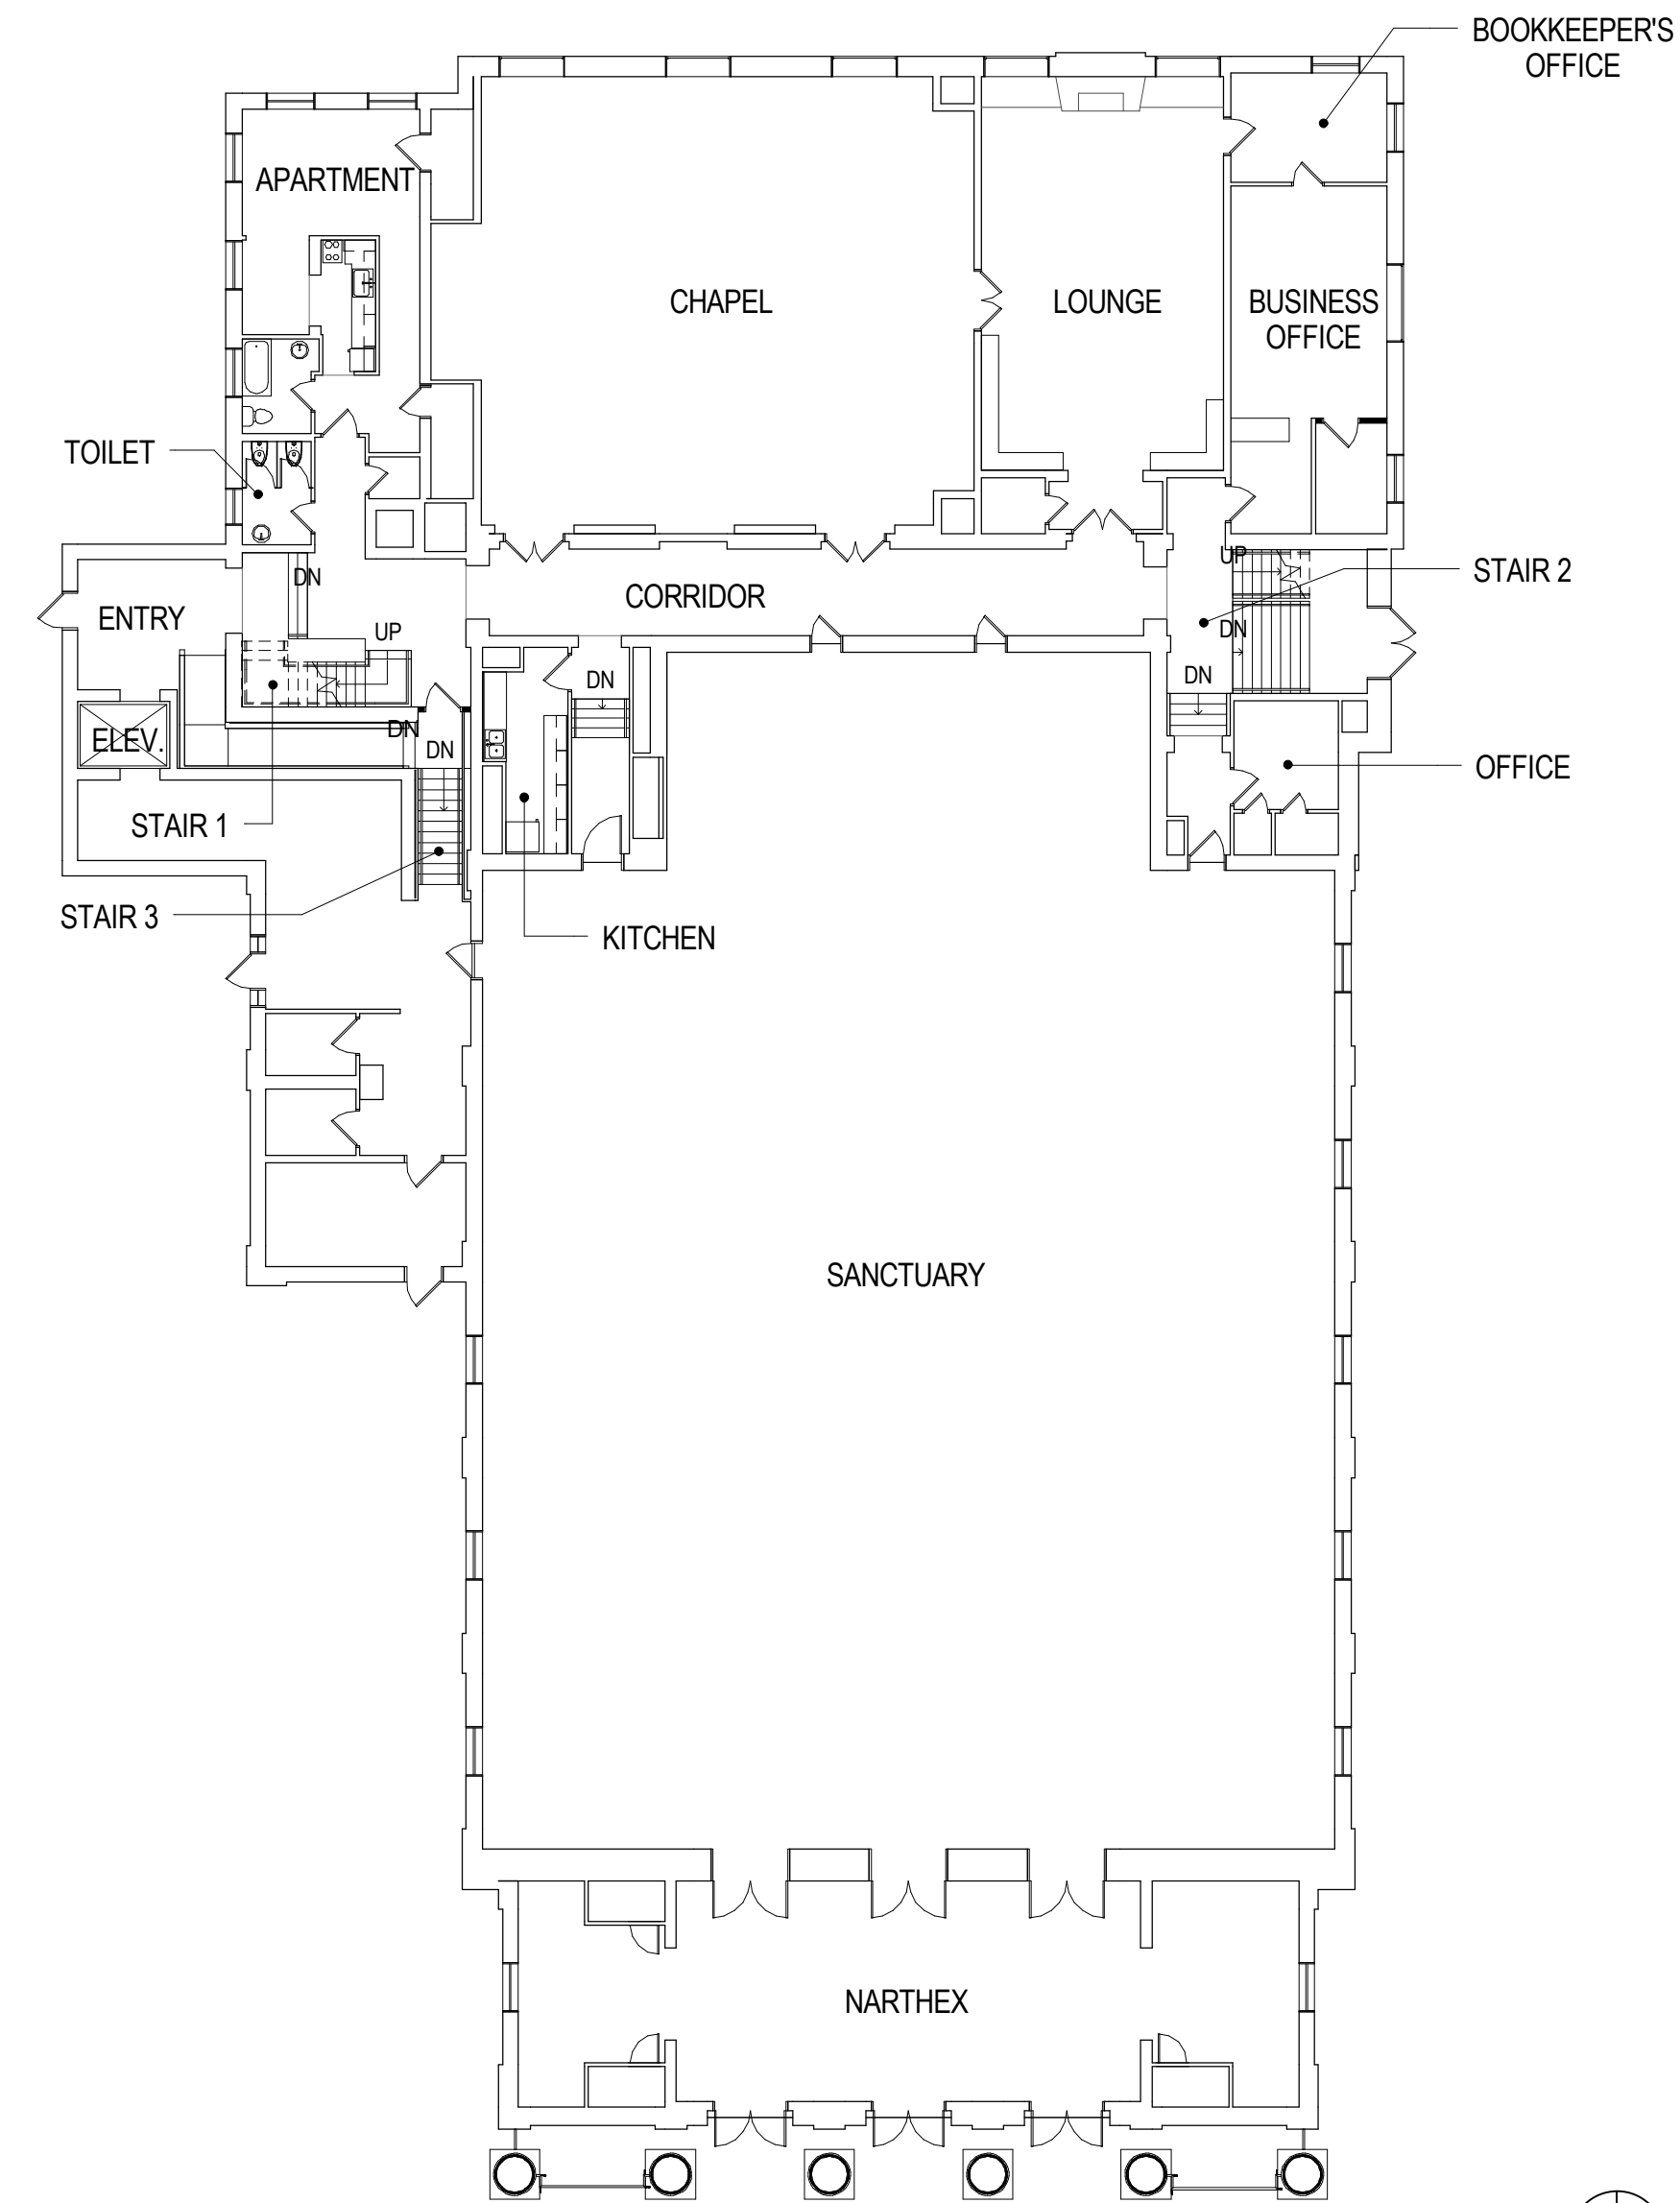 BOOKKEEPER'S
OFFICE
APARTMENT
CHAPEL
LOUNGE
BUSINESS
OFFICE
TOILET
UP
STAIR 2
DN
CORRIDOR
ENTRY
UP
DN
DN
DN
ELEV.
DN
DN
OFFICE
STAIR 1
STAIR 3
KITCHEN
SANCTUARY
NARTHEX